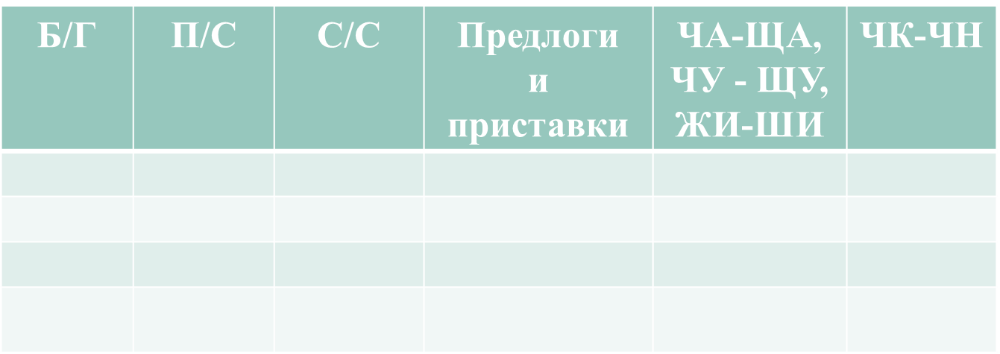 Б/Г
П/С
С/С
Предлоги
и
приставки
ЧА-ЩА,
ЧУ - ЩУ,
ЖИ-ШИ
ЧК-ЧН